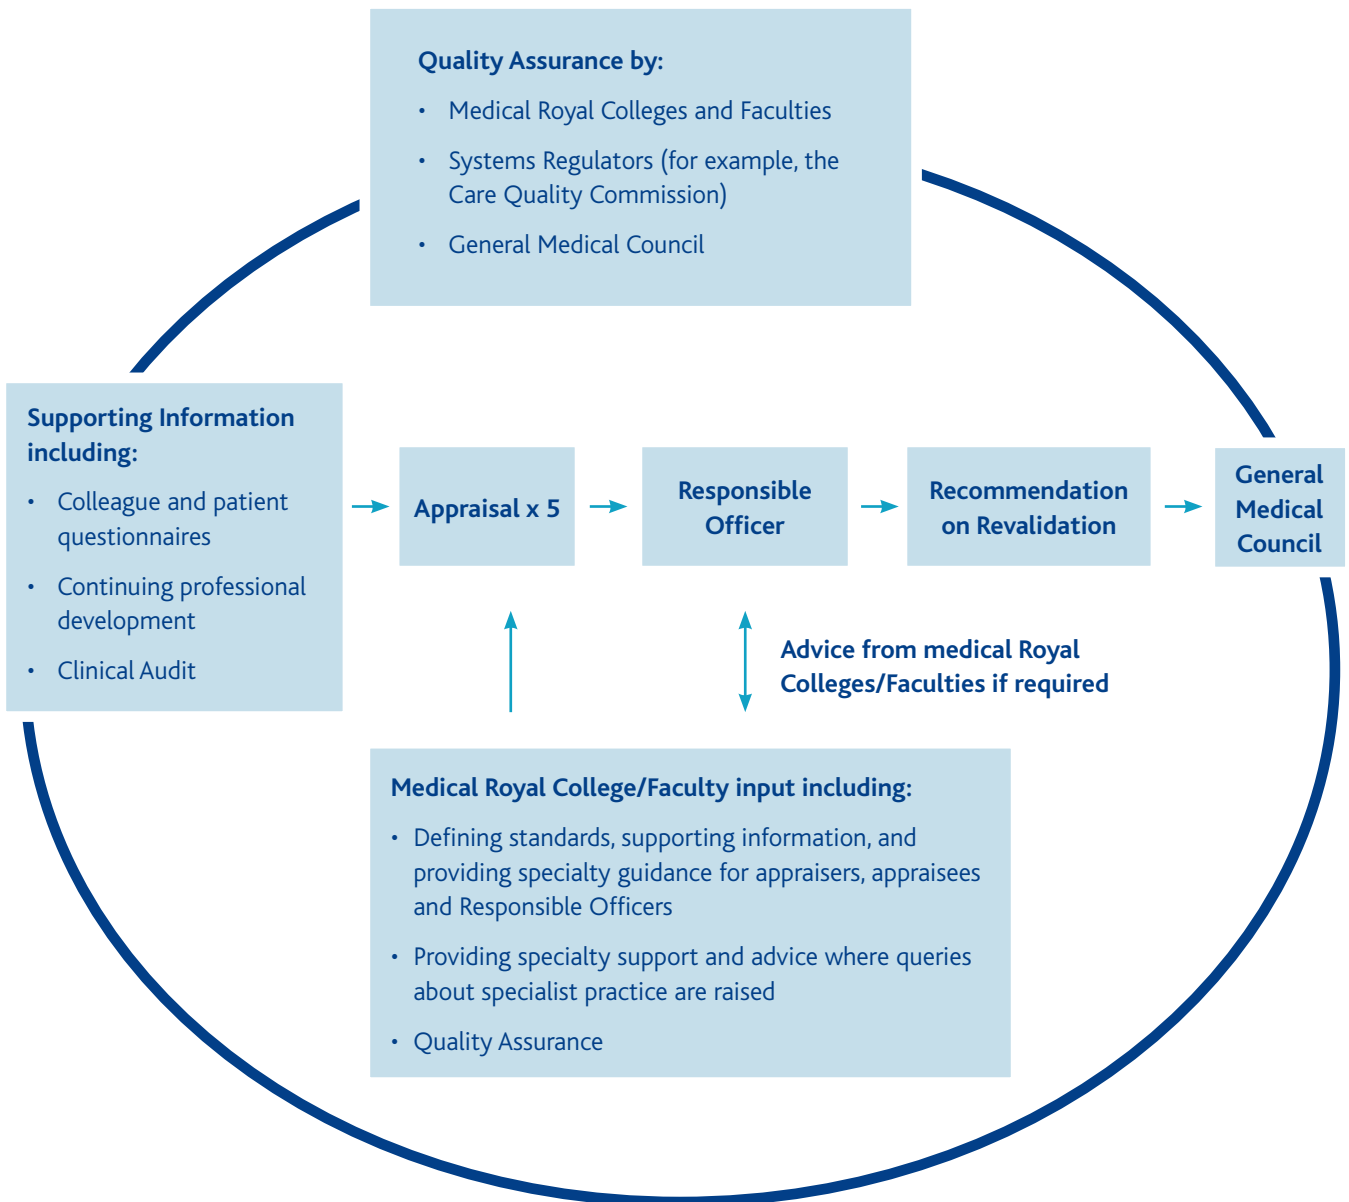 Quality Assurance by:
• Medical Royal Colleges and Faculties
• Systems Regulators (for example, the
Care Quality Commission)
• General Medical Council
Supporting Information
including:
• Colleague and patient
questionnaires
• Continuing professional
development
• Clinical Audit
Appraisal x 5
Responsible
Officer
Recommendation
on Revalidation
General
Medical
Council
Advice from medical Royal
Colleges/Faculties if required
Medical Royal College/Faculty input including:
• Defining standards, supporting information, and
providing specialty guidance for appraisers, appraisees
and Responsible Officers
• Providing specialty support and advice where queries
about specialist practice are raised
• Quality Assurance